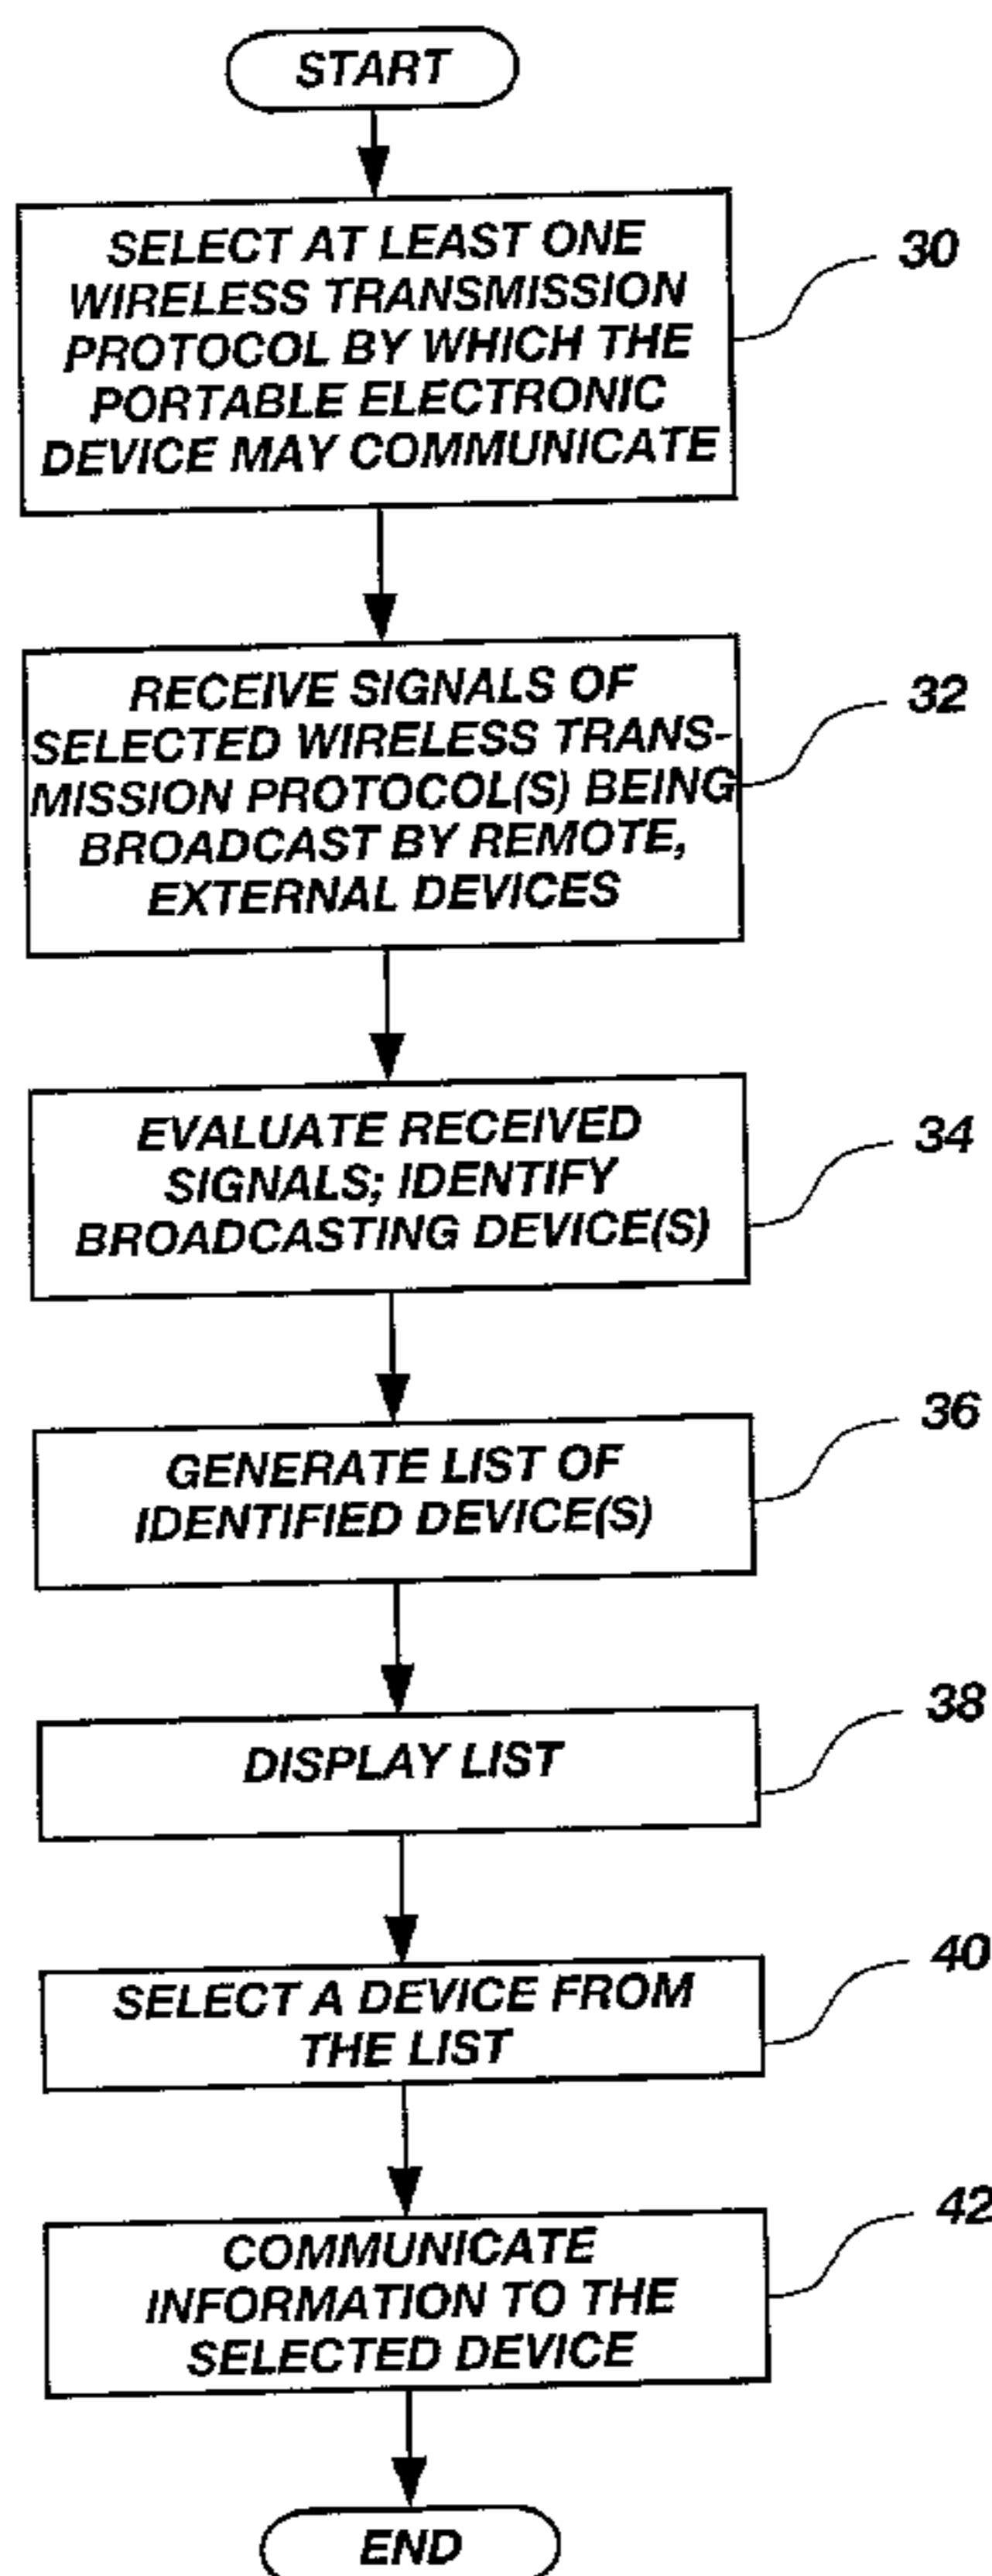 START
SELECT AT LEAST ONE
WIRELESS TRANSMISSION
PROTOCOL BY WHICH THE
PORTABLE ELECTRONIC
DEVICE MAY COMMUNICATE
30
RECEIVE SIGNALS OF
SELECTED WIRELESS TRANS-
MISSION PROTOCOL(S) BEING
BROADCAST BY REMOTE,
EXTERNAL DEVICES
32
EVALUATE RECEIVED
SIGNALS; IDENTIFY
BROADCASTING DEVICE(S)
34
GENERATE LIST OF
IDENTIFIED DEVICE(S)
36
DISPLAY LIST
38
SELECT A DEVICE FROM
THE LIST
40
COMMUNICATE
INFORMATION TO THE
SELECTED DEVICE
42
END